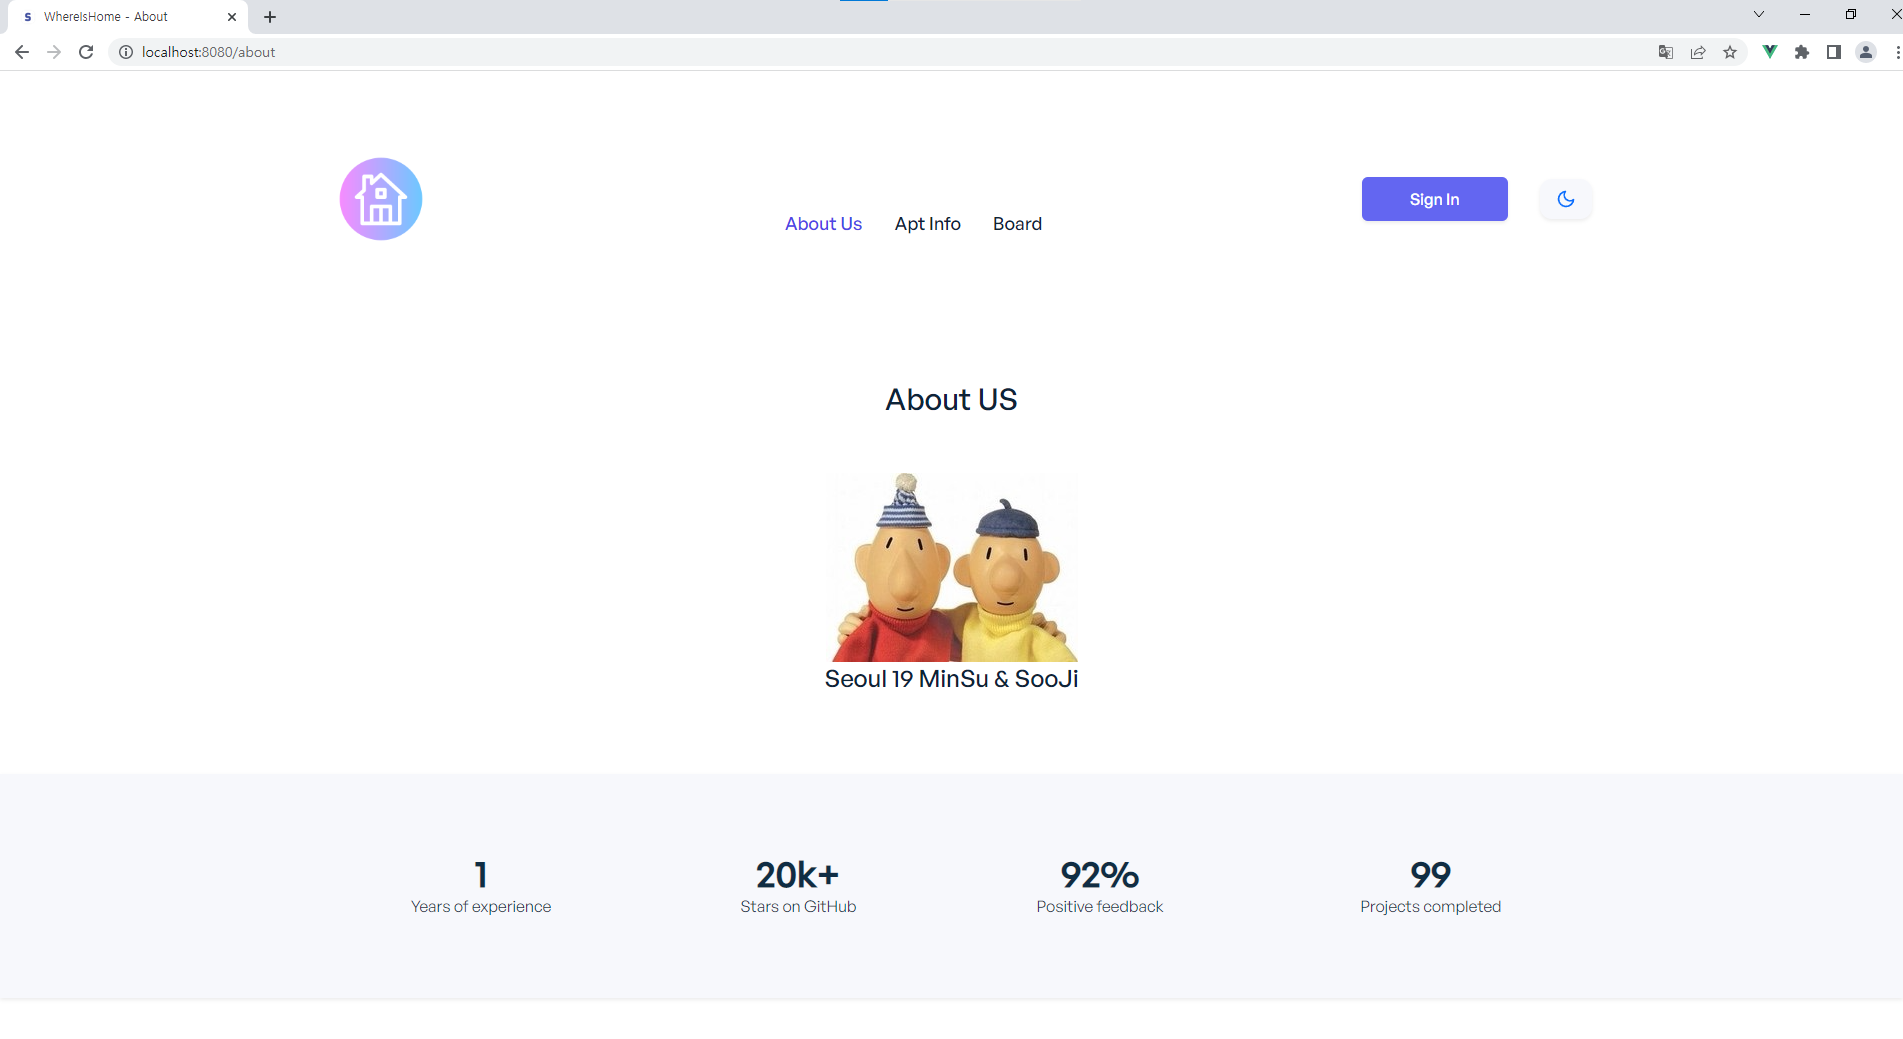 S WhereIsHome - About
localhost:8080/about
Sign In
About Us Apt Info Board
About US
Seoul 19 MinSu & SooJi
1 20k+ 92% 99
Years of experience Stars on GitHub Positive feedback Projects completed